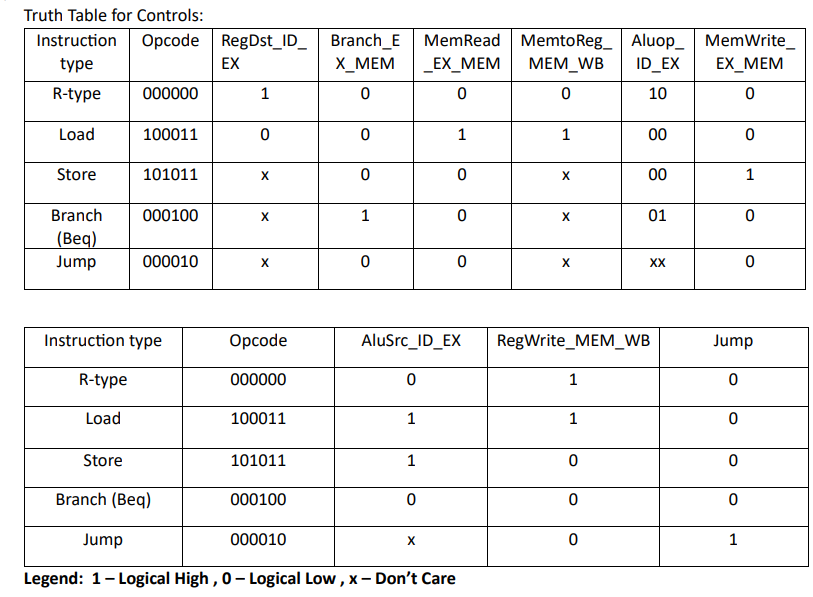 Truth Table for Controls:
Instruction type Opcode RegDst_ID_EX Branch_EX_MEM MemRead_EX_MEM MemtoReg_MEM_WB Aluop_ID_EX MemWrite_EX_MEM
R-type 000000 1 0 0 0 10 0
Load 100011 0 0 1 1 00 0
Store 101011 x 0 0 x 00 1
Branch (Beq) 000100 x 1 0 x 01 0
Jump 000010 x 0 0 x xx 0
Instruction type Opcode AluSrc_ID_EX RegWrite_MEM_WB Jump
R-type 000000 0 1 0
Load 100011 1 1 0
Store 101011 1 0 0
Branch (Beq) 000100 0 0 0
Jump 000010 x 0 1
Legend: 1 – Logical High , 0 – Logical Low , x – Don’t Care